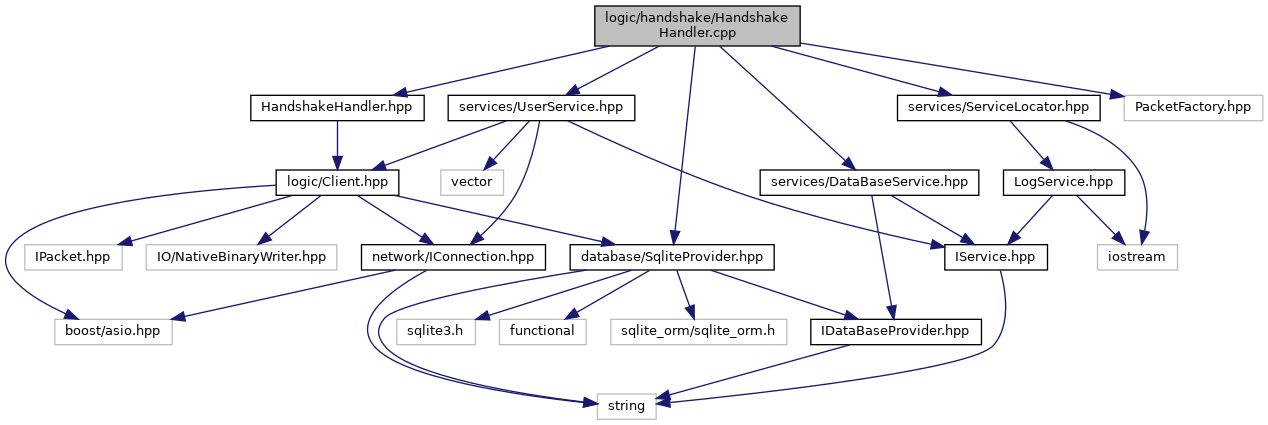 logic/handshake/Handshake
Handler.cpp
HandshakeHandler.hpp
services/UserService.hpp
services/ServiceLocator.hpp
PacketFactory.hpp
logic/Client.hpp
vector
services/DataBaseService.hpp
LogService.hpp
IPacket.hpp
IO/NativeBinaryWriter.hpp
network/IConnection.hpp
database/SqliteProvider.hpp
IService.hpp
iostream
boost/asio.hpp
sqlite3.h
functional
sqlite_orm/sqlite_orm.h
IDataBaseProvider.hpp
string